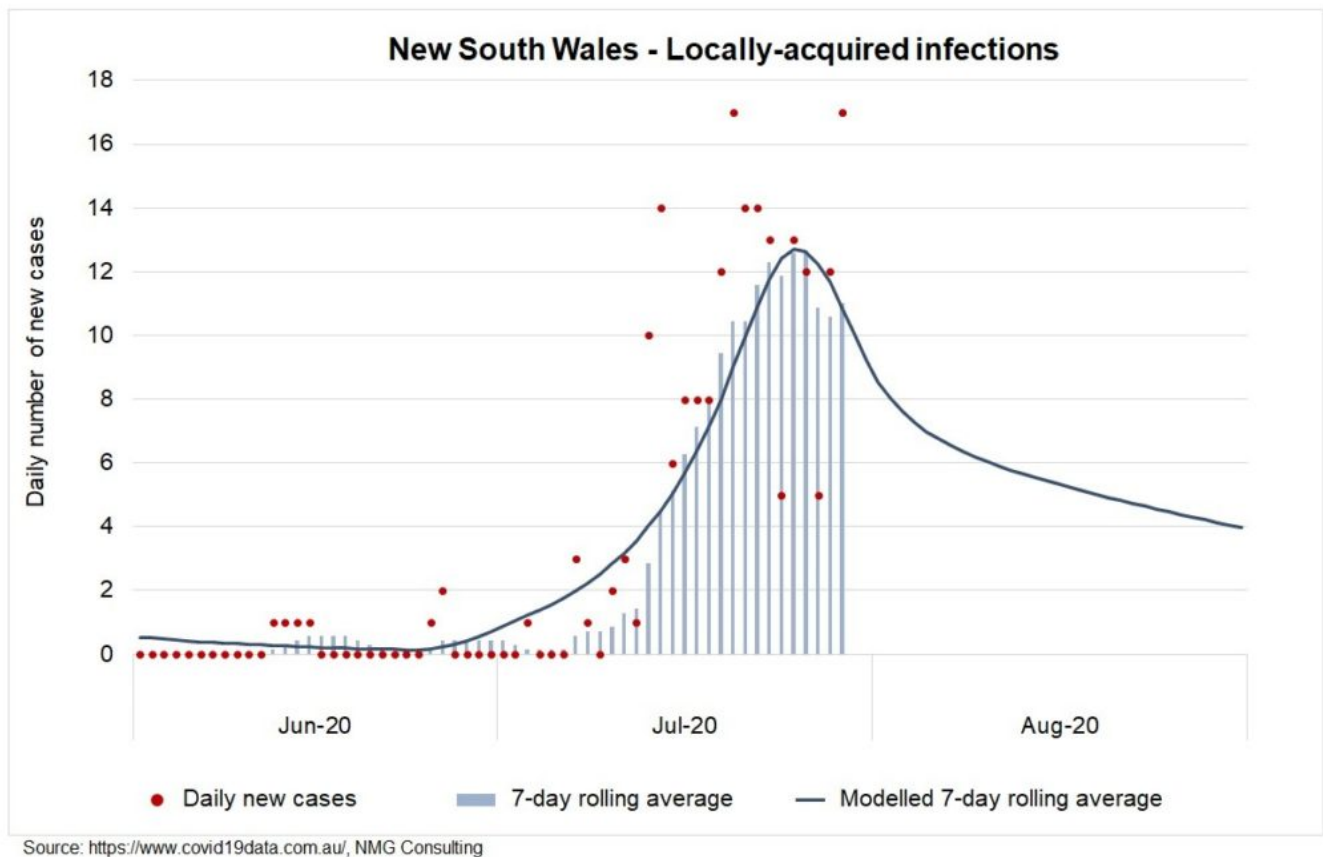 New South Wales - Locally-acquired infections
Daily number of new cases
18
16
14
12
10
8
6
4
2
0
Jun-20 Jul-20 Aug-20
Daily new cases 7-day rolling average Modelled 7-day rolling average
Source: https://www.covid19data.com.au/, NMG Consulting